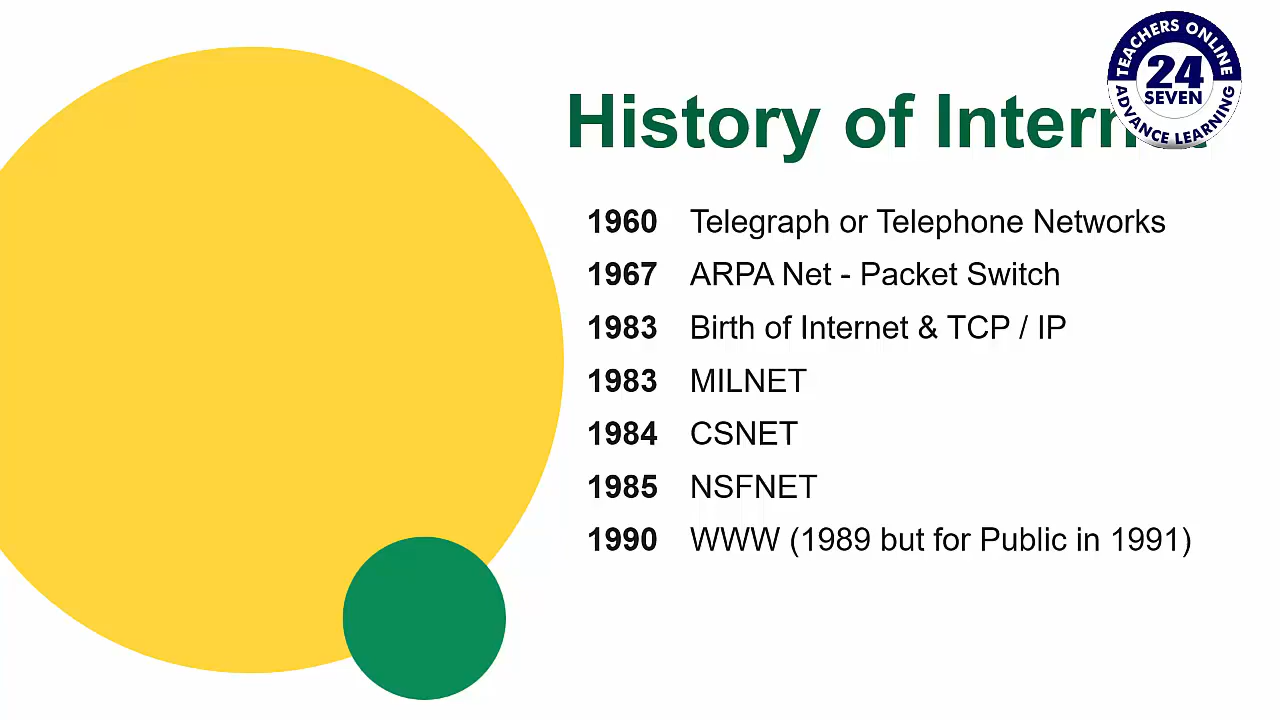 TEACHERS ONLINE
24
SEVEN
ADVANCE LEARNING
History of
1960 Telegraph or Telephone Networks
1967 ARPA Net - Packet Switch
1983 Birth of Internet & TCP / IP
1983 MILNET
1984 CSNET
1985 NSFNET
1990 WWW (1989 but for Public in 1991)